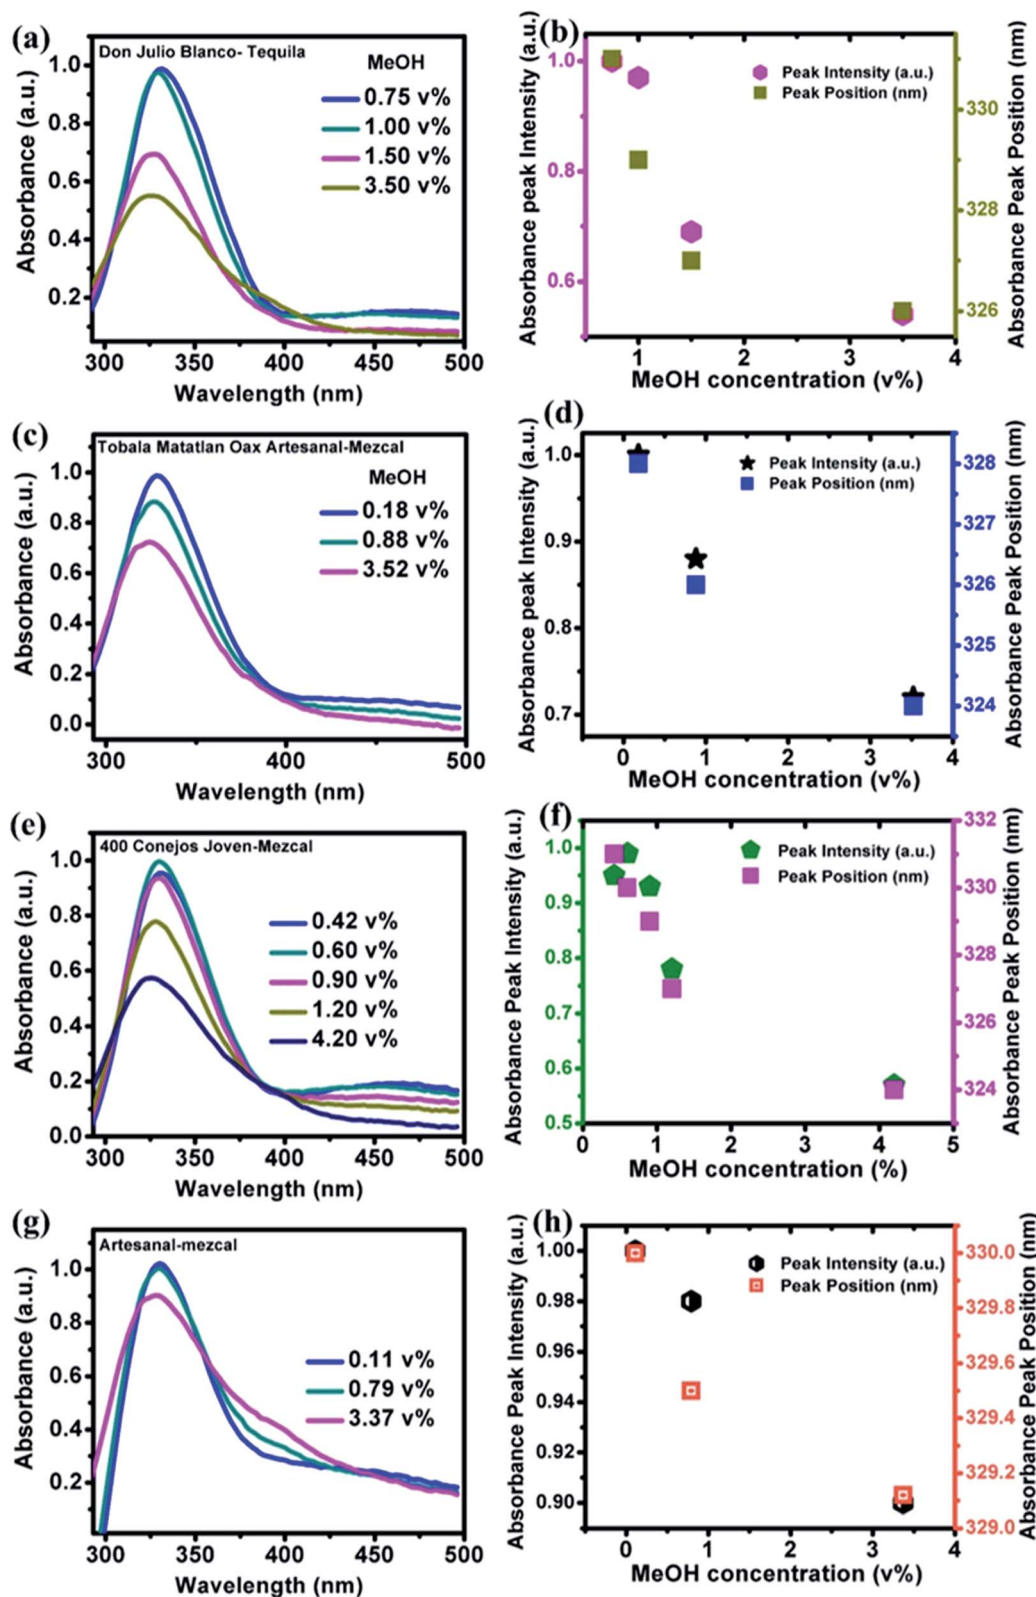 (a)
Don Julio Blanco- Tequila
MeOH
0.75 v%
1.00 v%
1.50 v%
3.50 v%
1.0
0.8
0.6
0.4
0.2
Absorbance (a.u.)
300 350 400 450 500
Wavelength (nm)
(b)
Peak Intensity (a.u.)
Peak Position (nm)
1.0
0.8
0.6
Absorbance peak Intensity (a.u.)
330
328
326
Absorbance Peak Position (nm)
1 2 3 4
MeOH concentration (v%)
(c)
Tobala Matatlan Oax Artesanal-Mezcal
MeOH
0.18 v%
0.88 v%
3.52 v%
1.0
0.8
0.6
0.4
0.2
0.0
Absorbance (a.u.)
300 350 400 450 500
Wavelength (nm)
(d)
Peak Intensity (a.u.)
Peak Position (nm)
1.0
0.9
0.8
0.7
Absorbance peak Intensity (a.u.)
328
327
326
325
324
Absorbance Peak Position (nm)
0 1 2 3 4
MeOH concentration (v%)
(e)
400 Conejos Joven-Mezcal
0.42 v%
0.60 v%
0.90 v%
1.20 v%
4.20 v%
1.0
0.8
0.6
0.4
0.2
0.0
Absorbance (a.u.)
300 350 400 450 500
Wavelength (nm)
(f)
Peak Intensity (a.u.)
Peak Position (nm)
1.0
0.95
0.9
0.8
0.7
0.6
0.5
Absorbance Peak Intensity (a.u.)
332
330
328
326
324
Absorbance Peak Position (nm)
0 1 2 3 4 5
MeOH concentration (%)
(g)
Artesanal-mezcal
0.11 v%
0.79 v%
3.37 v%
1.0
0.8
0.6
0.4
0.2
Absorbance (a.u.)
300 350 400 450 500
Wavelength (nm)
(h)
Peak Intensity (a.u.)
Peak Position (nm)
1.00
0.98
0.96
0.94
0.92
0.90
Absorbance Peak Intensity (a.u.)
330.0
329.8
329.6
329.4
329.2
329.0
Absorbance Peak Position (nm)
0 1 2 3 4
MeOH concentration (v%)